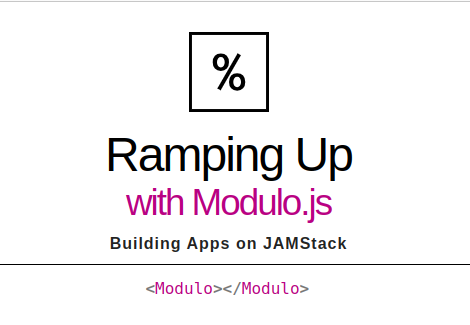 %
Ramping Up
with Modulo.js
Building Apps on JAMStack
<Modulo></Modulo>